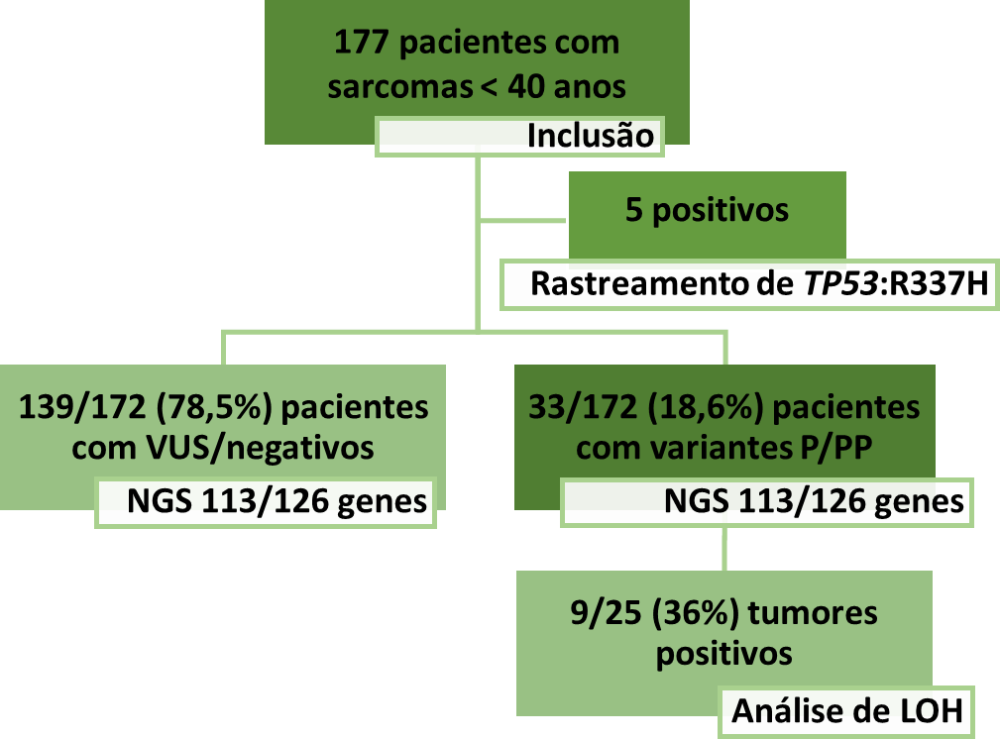 177 pacientes com
sarcomas < 40 anos
Inclusão
5 positivos
Rastreamento de TP53:R337H
139/172 (78,5%) pacientes
com VUS/negativos
NGS 113/126 genes
33/172 (18,6%) pacientes
com variantes P/PP
NGS 113/126 genes
9/25 (36%) tumores
positivos
Análise de LOH